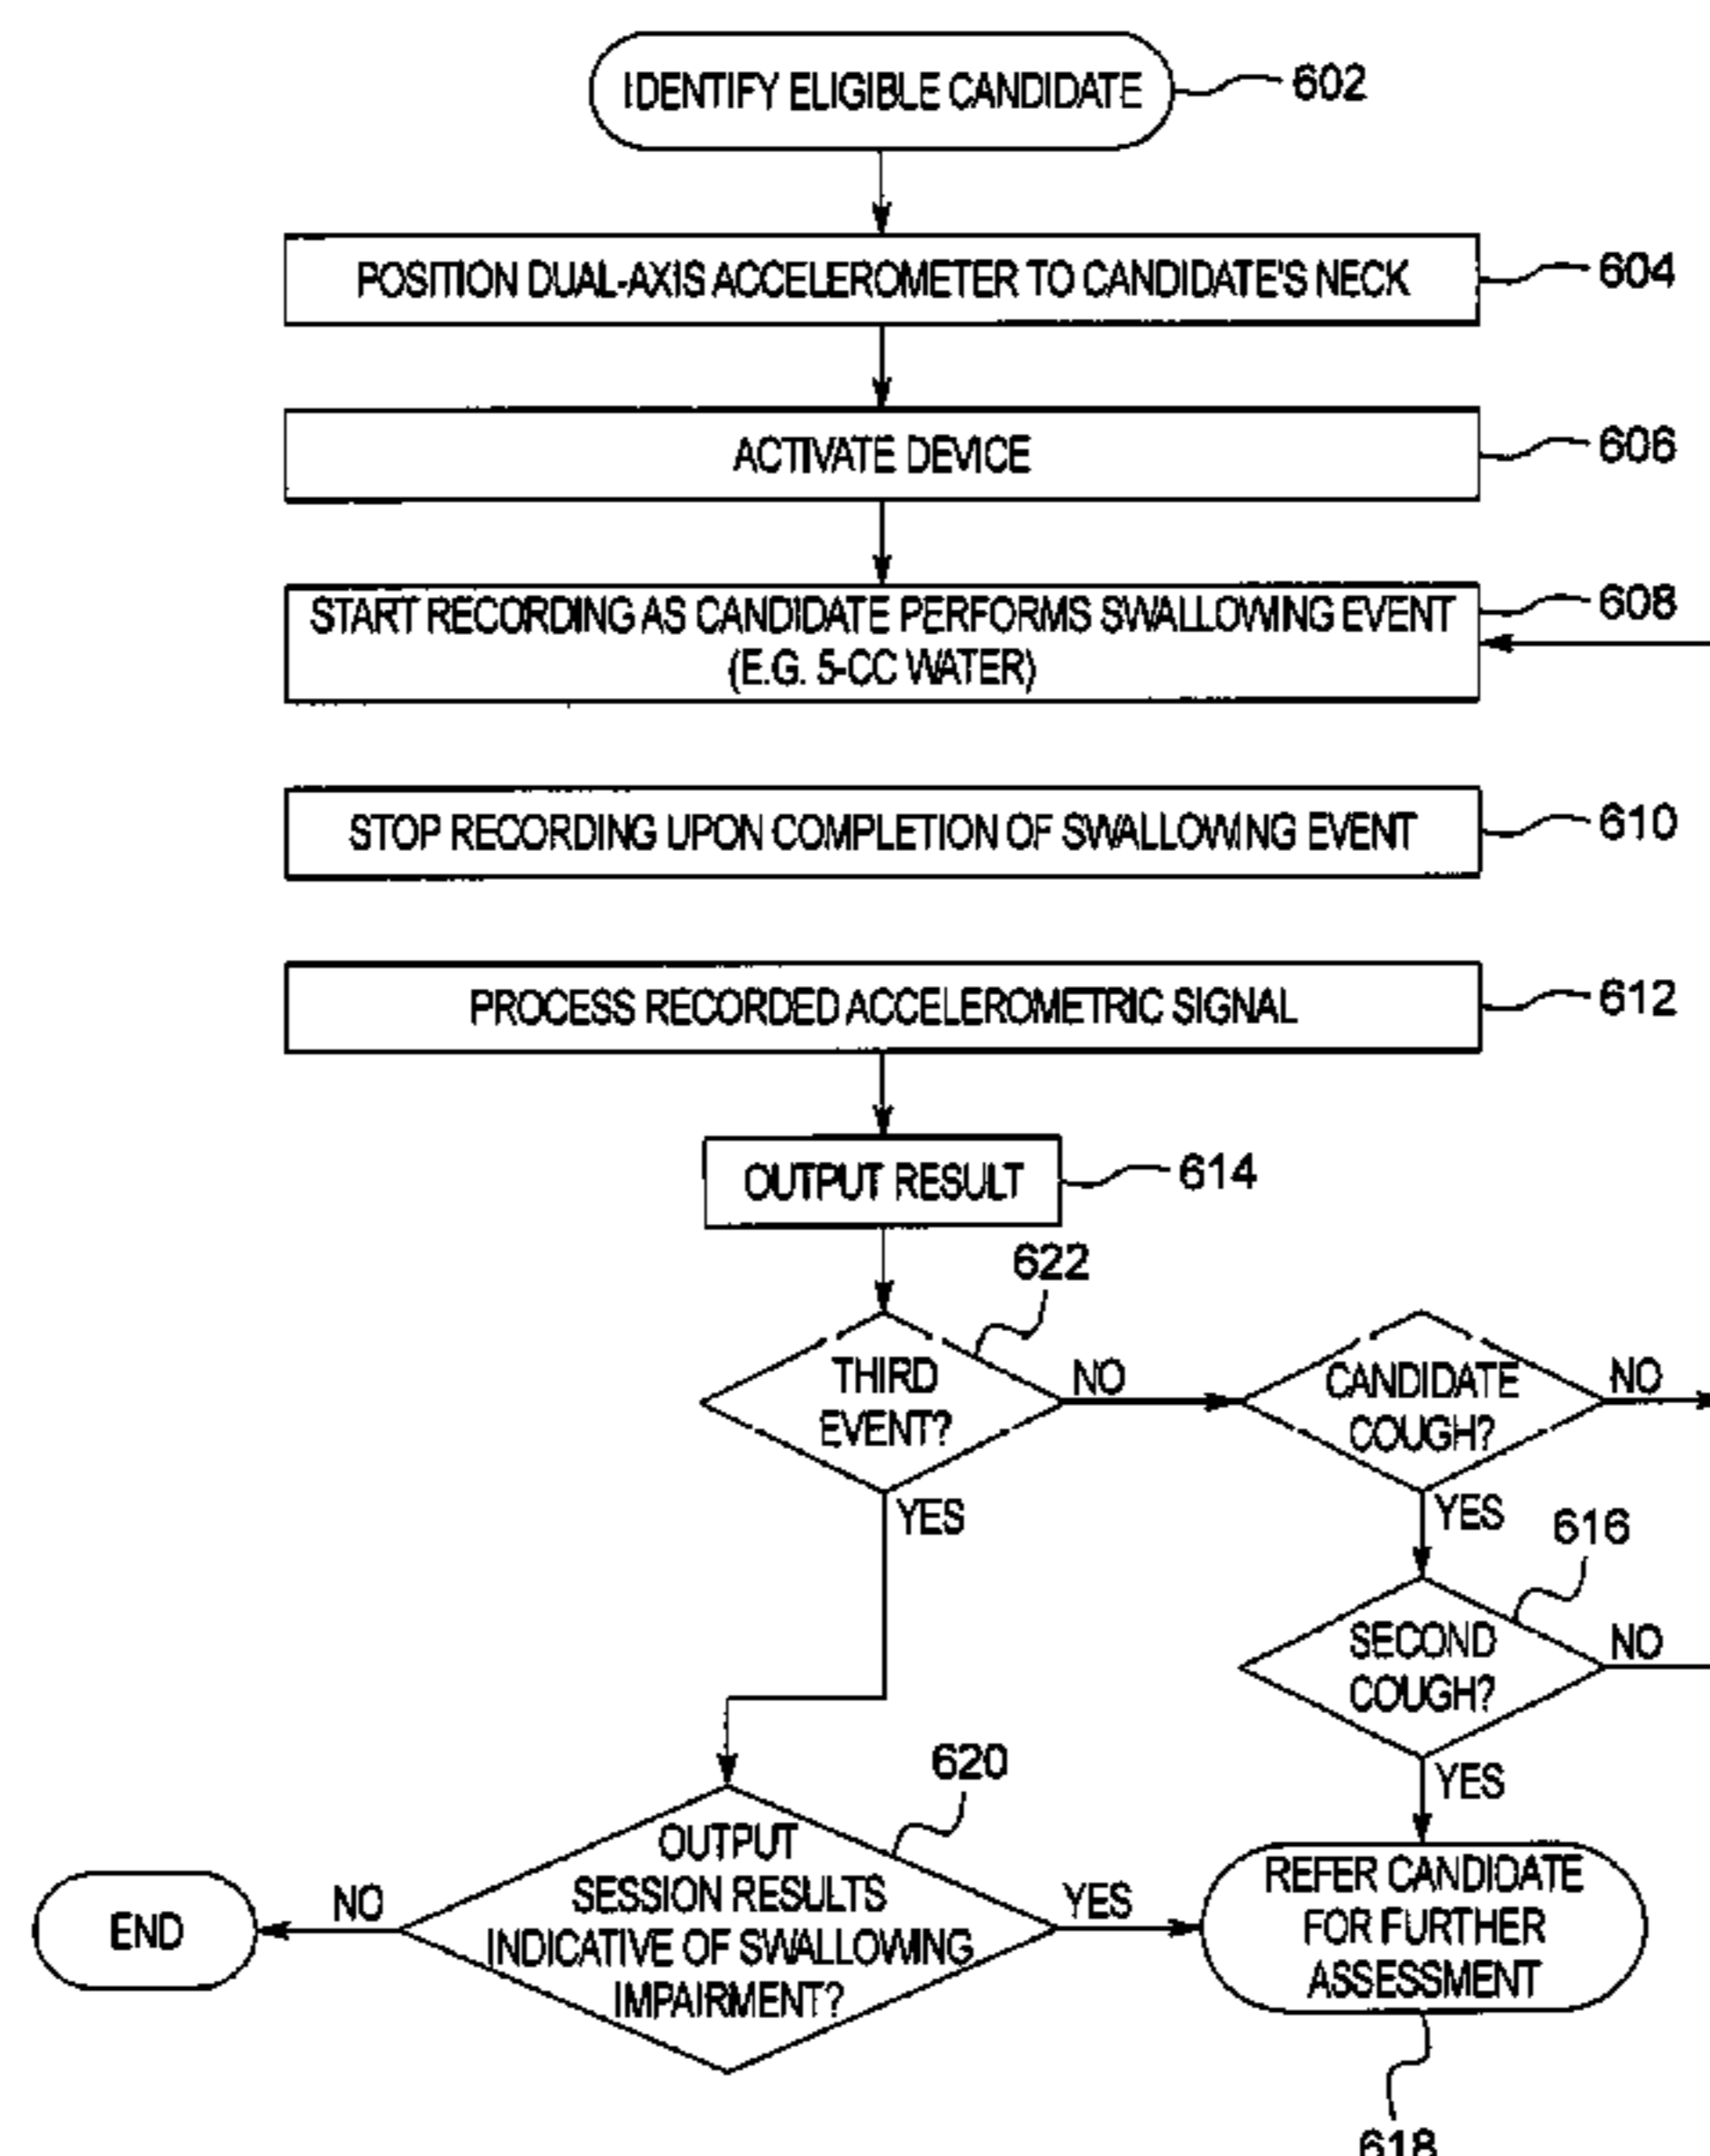 IDENTIFY ELIGIBLE CANDIDATE
602
POSITION DUAL-AXIS ACCELEROMETER TO CANDIDATE'S NECK
604
ACTIVATE DEVICE
606
START RECORDING AS CANDIDATE PERFORMS SWALLOWING EVENT
(E.G. 5-CC WATER)
608
STOP RECORDING UPON COMPLETION OF SWALLOWING EVENT
610
PROCESS RECORDED ACCELEROMETRIC SIGNAL
612
OUTPUT RESULT
614
622
THIRD
EVENT?
NO
CANDIDATE
COUGH?
NO
YES
YES
616
SECOND
COUGH?
NO
YES
620
OUTPUT
SESSION RESULTS
INDICATIVE OF SWALLOWING
IMPAIRMENT?
NO
END
YES
REFER CANDIDATE
FOR FURTHER
ASSESSMENT
618